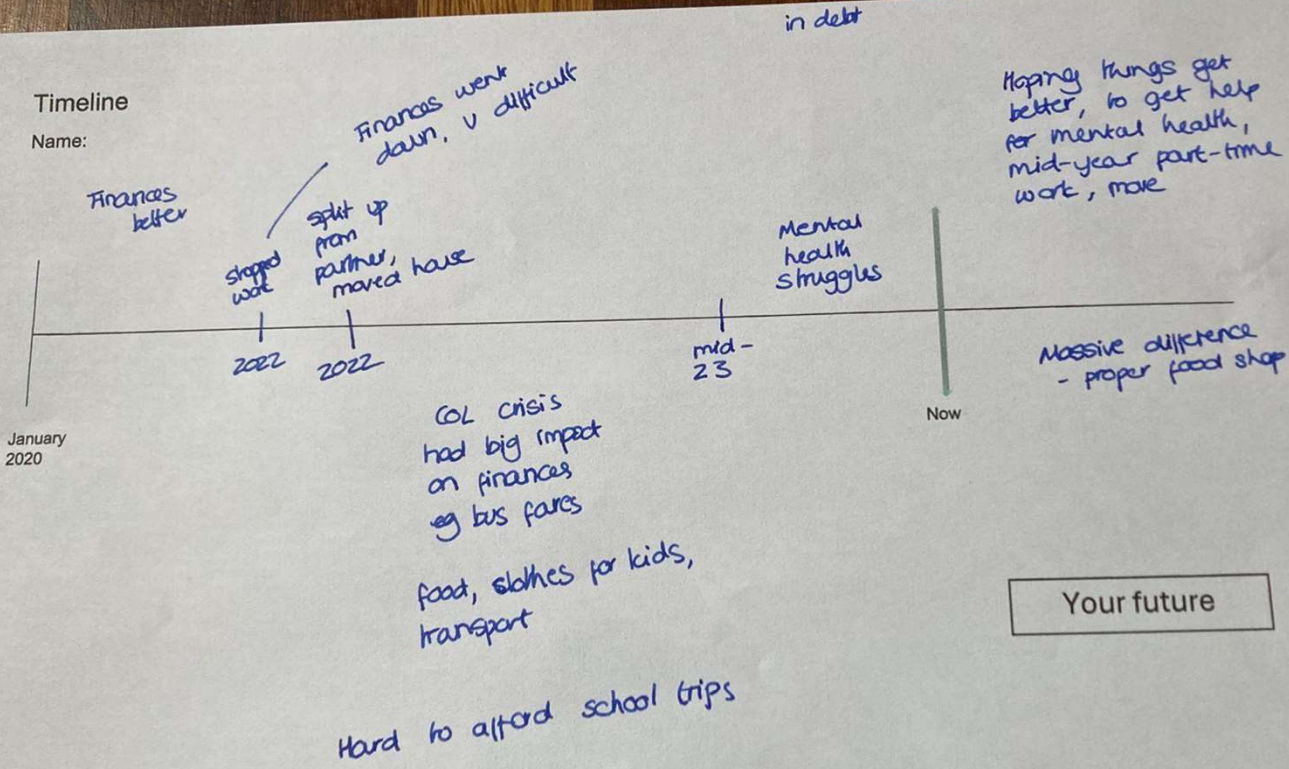 in debt
Timeline
Name:
Finances
better
Finances went
down, v difficult
Hoping things get
better, to get help
for mental health,
mid-year part-time
work, move
stopped
work
split up
from
partner,
moved house
Mental
health
struggles
2022
2022
mid-
23
Massive difference
- proper food shop
Now
January
2020
COL crisis
had big impact
on finances
eg bus fares
food, clothes for kids,
transport
Your future
Hard to afford school trips